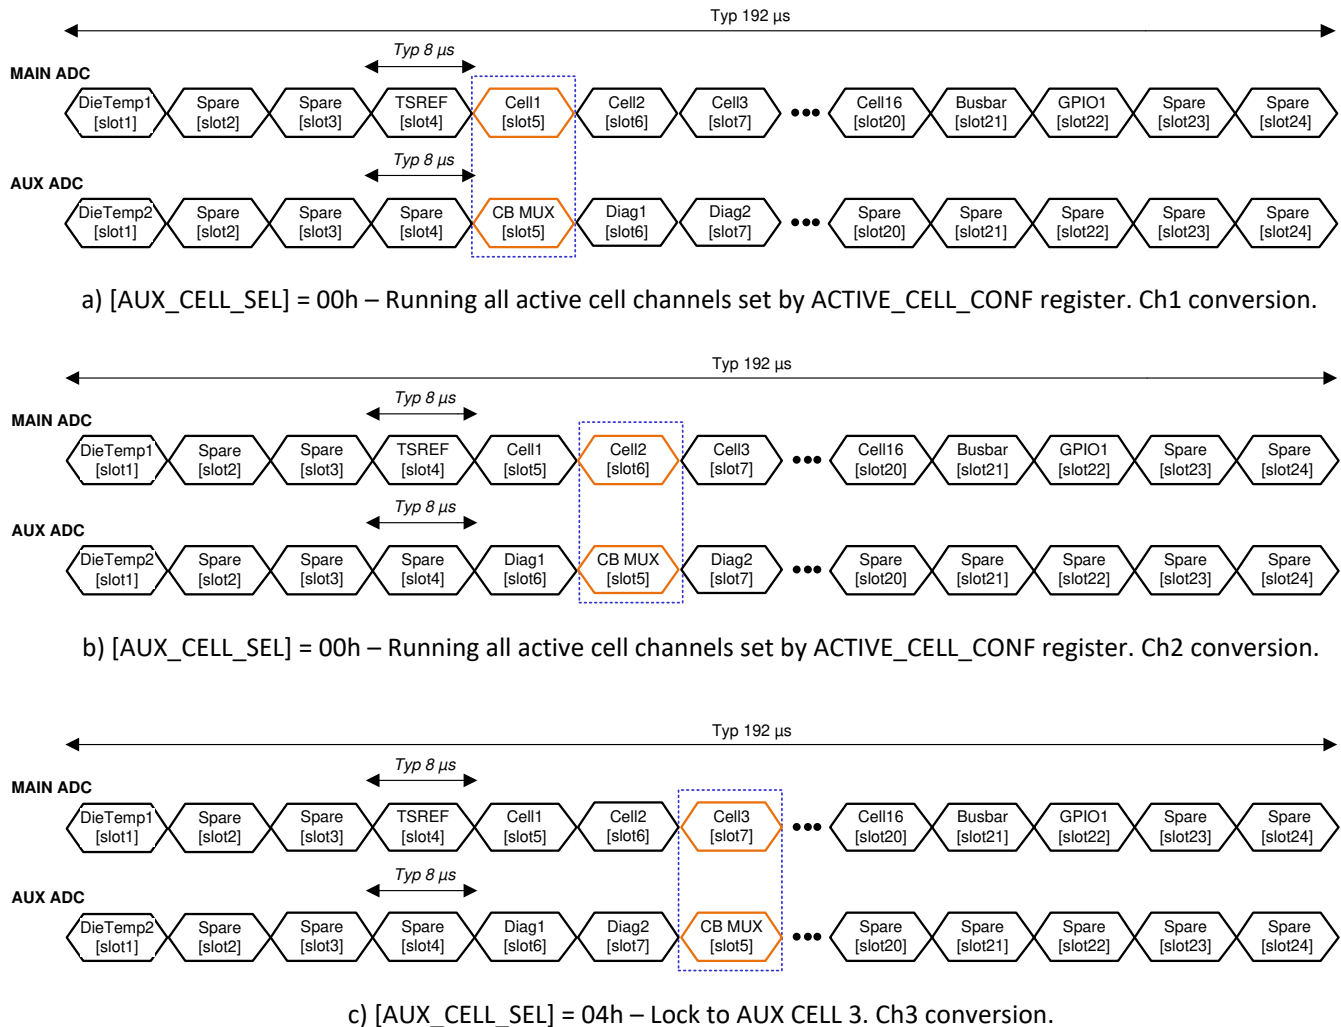 Typ 192 µs
Typ 8 µs
MAIN ADC
DieTemp1 Spare Spare TSREF Cell1 Cell2 Cell3 Cell16 Busbar GPIO1 Spare Spare
[slot1] [slot2] [slot3] [slot4] [slot5] [slot6] [slot7] [slot20] [slot21] [slot22] [slot23] [slot24]
Typ 8 µs
AUX ADC
DieTemp2 Spare Spare Spare CB MUX Diag1 Diag2 Spare Spare Spare Spare Spare
[slot1] [slot2] [slot3] [slot4] [slot5] [slot6] [slot7] [slot20] [slot21] [slot22] [slot23] [slot24]
a) [AUX_CELL_SEL] = 00h – Running all active cell channels set by ACTIVE_CELL_CONF register. Ch1 conversion.
Typ 192 µs
Typ 8 µs
MAIN ADC
DieTemp1 Spare Spare TSREF Cell1 Cell2 Cell3 Cell16 Busbar GPIO1 Spare Spare
[slot1] [slot2] [slot3] [slot4] [slot5] [slot6] [slot7] [slot20] [slot21] [slot22] [slot23] [slot24]
Typ 8 µs
AUX ADC
DieTemp2 Spare Spare Spare Diag1 CB MUX Diag2 Spare Spare Spare Spare Spare
[slot1] [slot2] [slot3] [slot4] [slot6] [slot5] [slot7] [slot20] [slot21] [slot22] [slot23] [slot24]
b) [AUX_CELL_SEL] = 00h – Running all active cell channels set by ACTIVE_CELL_CONF register. Ch2 conversion.
Typ 192 µs
Typ 8 µs
MAIN ADC
DieTemp1 Spare Spare TSREF Cell1 Cell2 Cell3 Cell16 Busbar GPIO1 Spare Spare
[slot1] [slot2] [slot3] [slot4] [slot5] [slot6] [slot7] [slot20] [slot21] [slot22] [slot23] [slot24]
Typ 8 µs
AUX ADC
DieTemp2 Spare Spare Spare Diag1 Diag2 CB MUX Spare Spare Spare Spare Spare
[slot1] [slot2] [slot3] [slot4] [slot6] [slot7] [slot5] [slot20] [slot21] [slot22] [slot23] [slot24]
c) [AUX_CELL_SEL] = 04h – Lock to AUX CELL 3. Ch3 conversion.